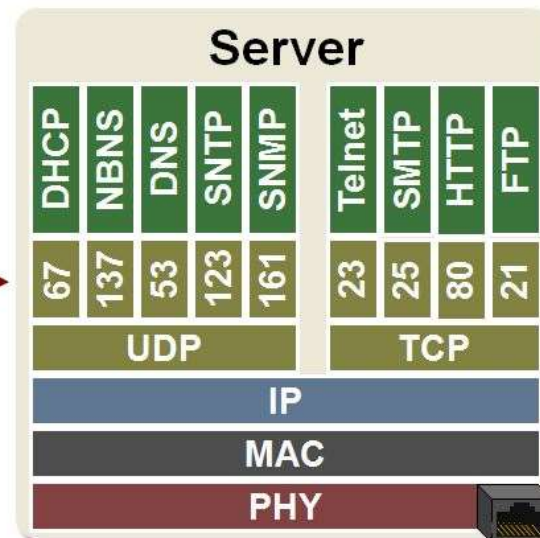 Server
DHCP NBNS DNS SNTP SNMP Telnet SMTP HTTP FTP
67 137 53 123 161 23 25 80 21
UDP TCP
IP
MAC
PHY